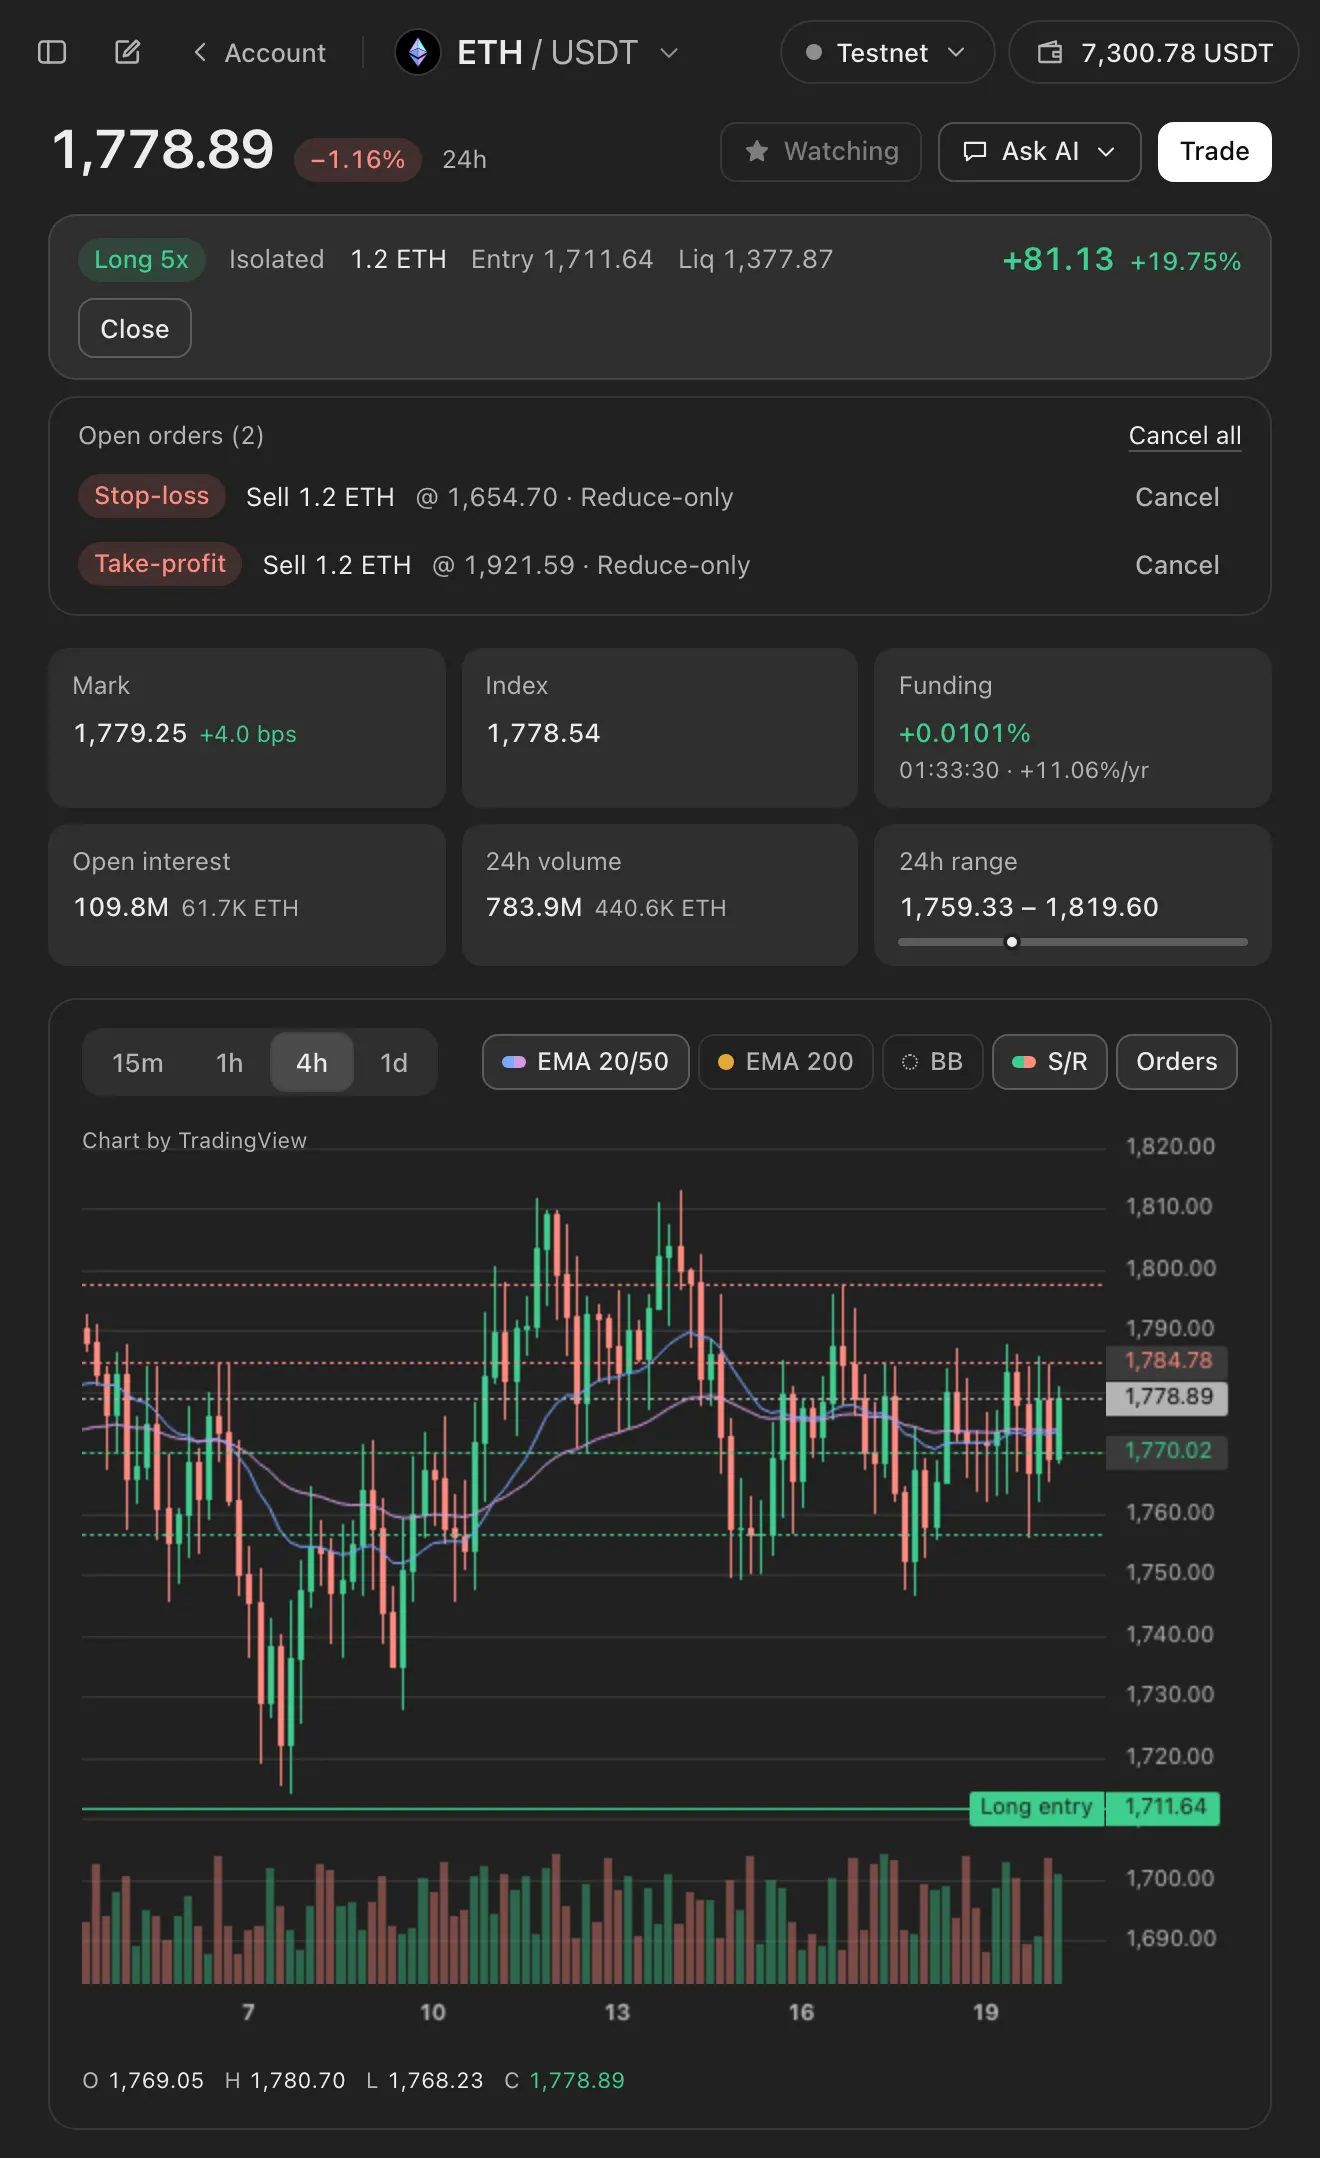 Account
ETH / USDT
Testnet
7,300.78 USDT
1,778.89 −1.16% 24h
Watching
Ask AI
Trade
Long 5x Isolated 1.2 ETH Entry 1,711.64 Liq 1,377.87 +81.13 +19.75%
Close
Open orders (2) Cancel all
Stop-loss Sell 1.2 ETH @ 1,654.70 · Reduce-only Cancel
Take-profit Sell 1.2 ETH @ 1,921.59 · Reduce-only Cancel
Mark
1,779.25 +4.0 bps
Index
1,778.54
Funding
+0.0101%
01:33:30 · +11.06%/yr
Open interest
109.8M 61.7K ETH
24h volume
783.9M 440.6K ETH
24h range
1,759.33 – 1,819.60
15m 1h 4h 1d
EMA 20/50 EMA 200 BB S/R Orders
Chart by TradingView
1,820.00
1,810.00
1,800.00
1,790.00
1,784.78
1,778.89
1,770.02
1,760.00
1,750.00
1,740.00
1,730.00
1,720.00
Long entry 1,711.64
1,700.00
1,690.00
7 10 13 16 19
O 1,769.05 H 1,780.70 L 1,768.23 C 1,778.89